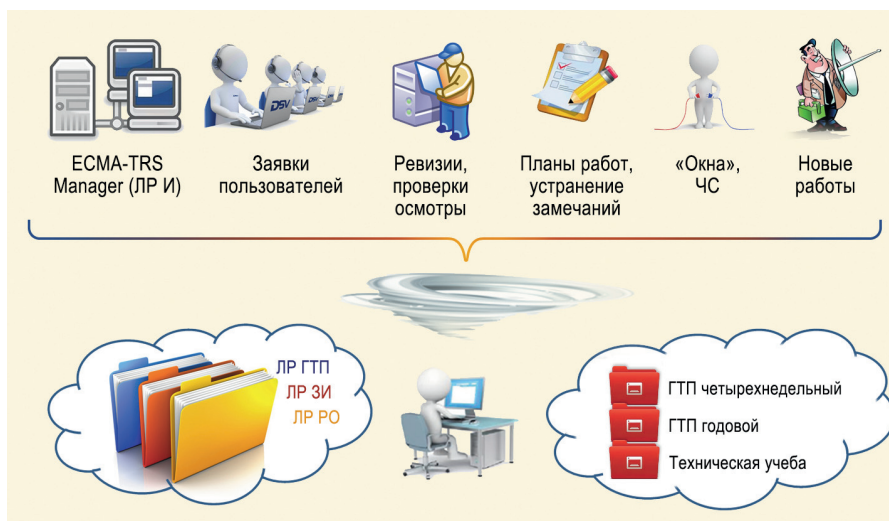 DSV
ЕСМА-TRS
Manager (ЛР И)
Заявки
пользователей
Ревизии,
проверки
осмотры
Планы работ,
устранение
замечаний
«Окна»,
ЧС
Новые
работы
ЛР ГТП
ЛР ЗИ
ЛР РО
ГТП четырехнедельный
ГТП годовой
Техническая учеба